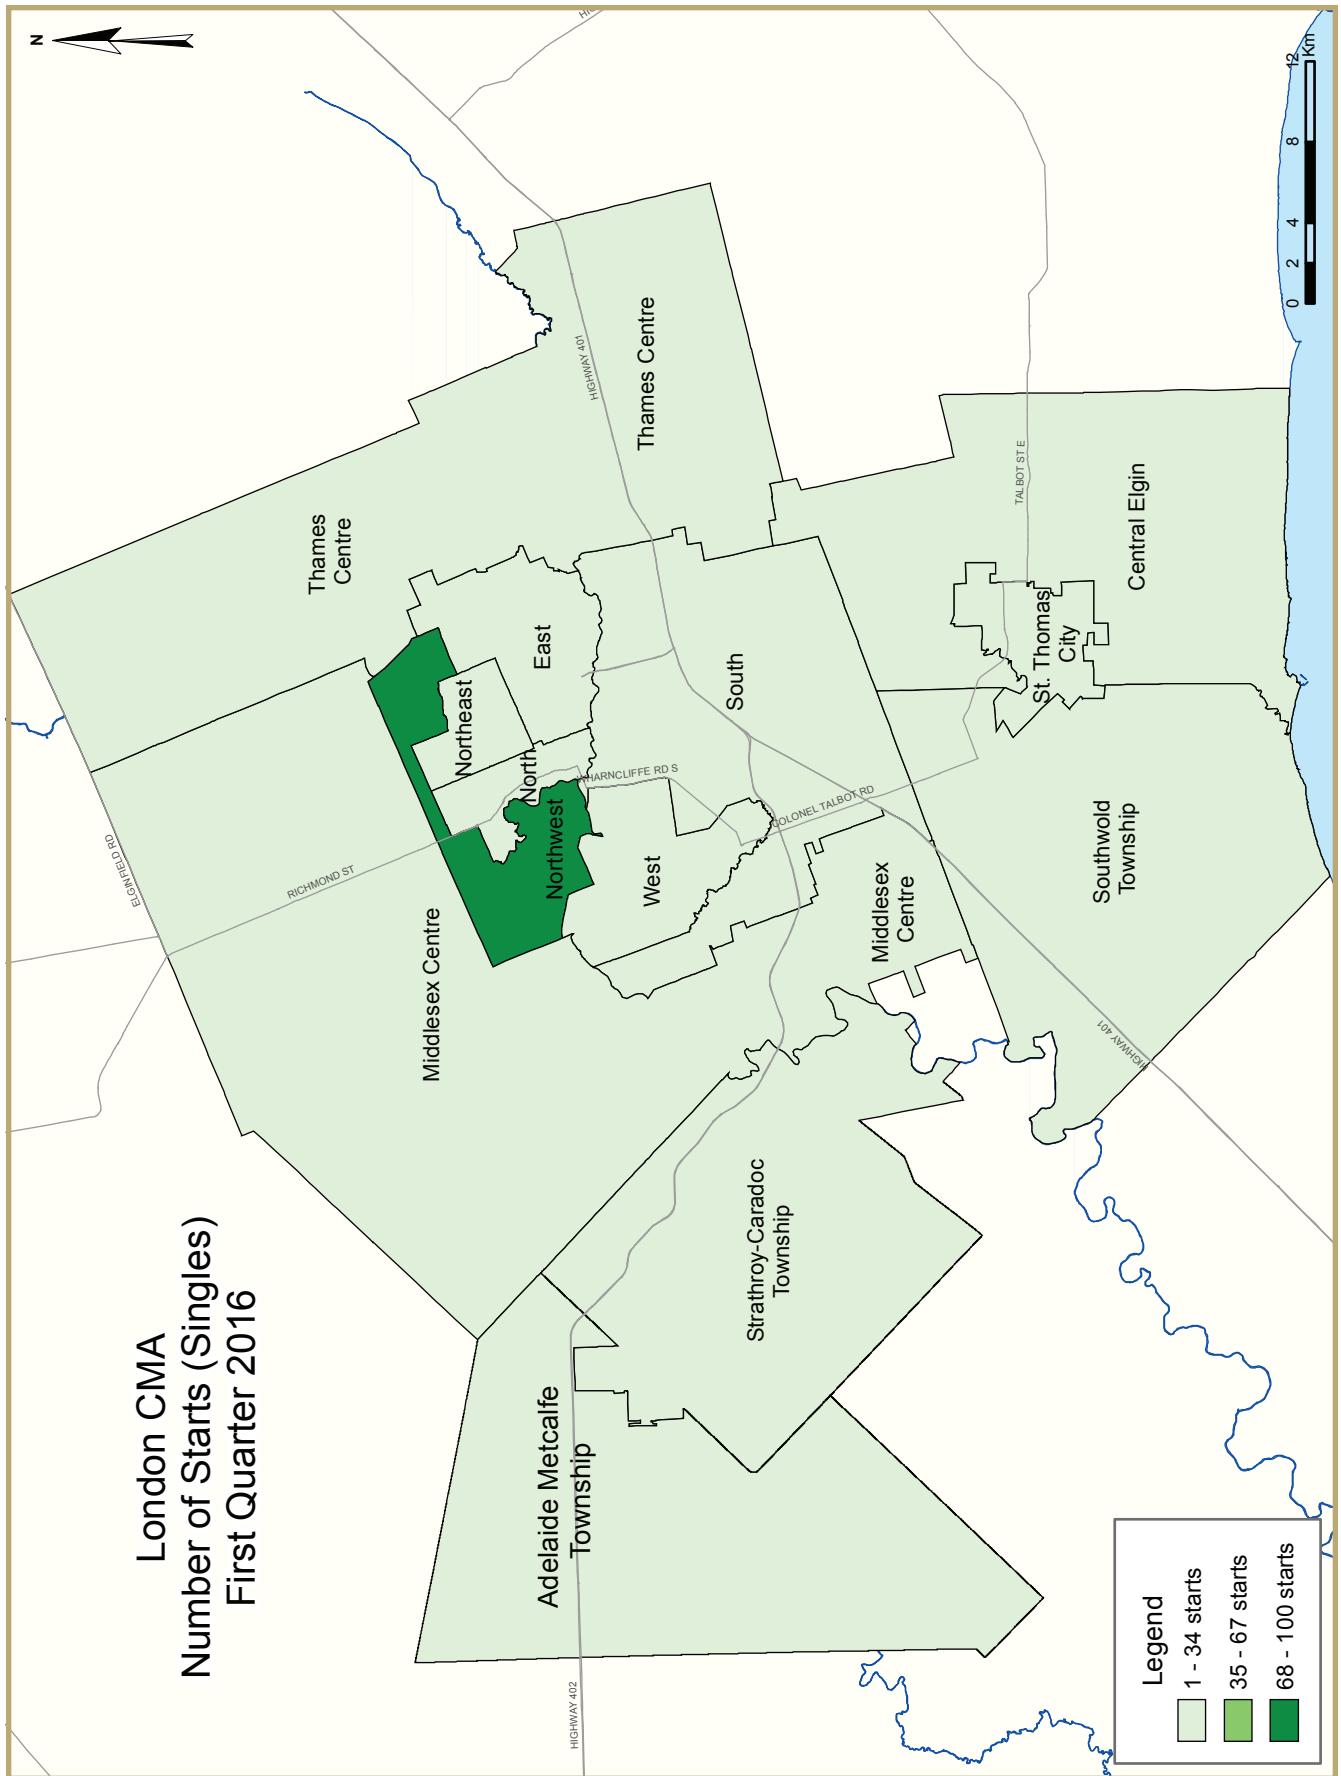 London CMA
Number of Starts (Singles)
First Quarter 2016
N
ELGINFIELD RD
RICHMOND ST
Thames
Centre
Middlesex Centre
Northeast
North
Northwest
East
West
South
HIGHWAY 401
Thames Centre
WHARNCLIFFE RD S
COLONEL TALBOT RD
Middlesex
Centre
Adelaide Metcalfe
Township
HIGHWAY 402
Strathroy-Caradoc
Township
TALBOT ST E
St. Thomas
City
Central Elgin
Southwold
Township
HIGHWAY 401
Legend
1 - 34 starts
35 - 67 starts
68 - 100 starts
0 2 4 8 12
Km